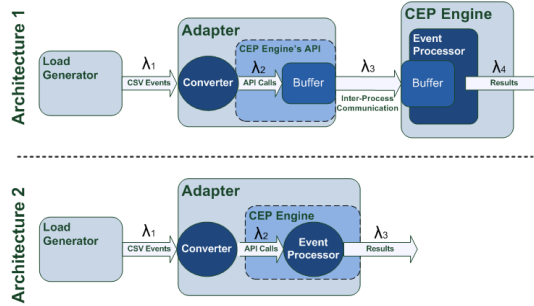 Architecture 1
Load
Generator
λ1
CSV Events
Adapter
Converter
CEP Engine's API
λ2
API Calls
Buffer
λ3
Inter-Process
Communication
CEP Engine
Event
Processor
Buffer
λ4
Results
Architecture 2
Load
Generator
λ1
CSV Events
Adapter
Converter
CEP Engine
λ2
API Calls
Event
Processor
λ3
Results